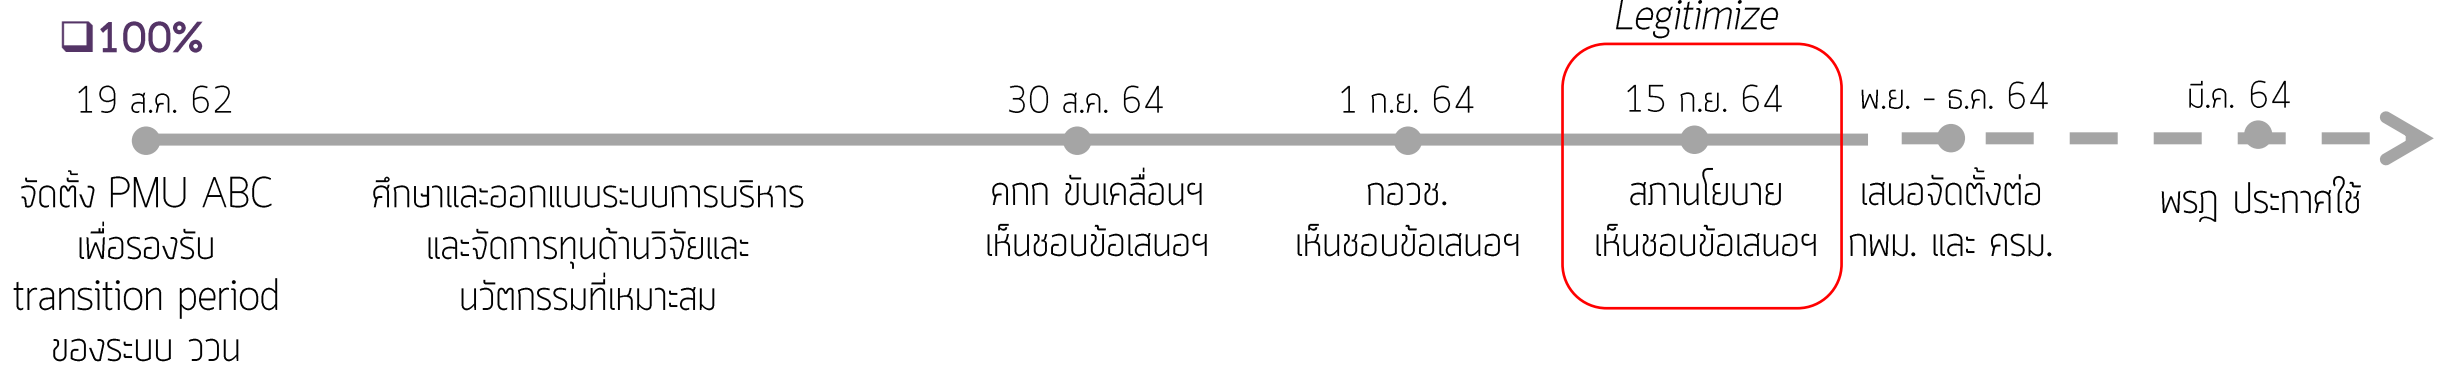 Legitimize
❑100%
19 ส.ค. 62
30 ส.ค. 64
1 ก.ย. 64
15 ก.ย. 64
พ.ย. - ธ.ค. 64
มี.ค. 64
จัดตั้ง PMU ABC
เพื่อรองรับ
transition period
ของระบบ ววน
ศึกษาและออกแบบระบบการบริหาร
และจัดการทุนด้านวิจัยและ
นวัตกรรมที่เหมาะสม
คกก ขับเคลื่อนฯ
เห็นชอบข้อเสนอฯ
กอวช.
เห็นชอบข้อเสนอฯ
สภานโยบาย
เห็นชอบข้อเสนอฯ
เสนอจัดตั้งต่อ
กพม. และ ครม.
พรฎ ประกาศใช้